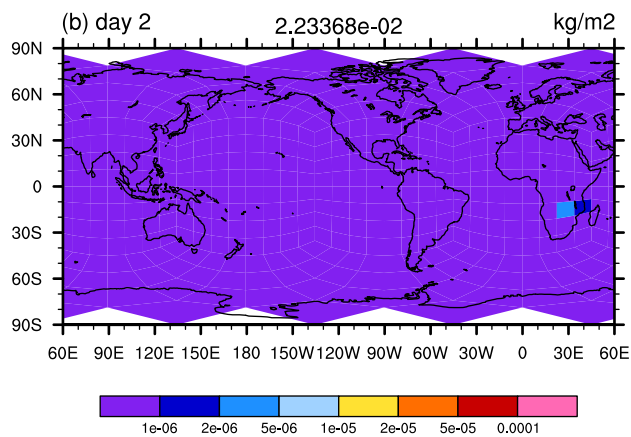 (b) day 2 2.23368e-02 kg/m2
90N
60N
30N
0
30S
60S
90S
60E 90E 120E 150E 180 150W 120W 90W 60W 30W 0 30E 60E
1e-06 2e-06 5e-06 1e-05 2e-05 5e-05 0.0001